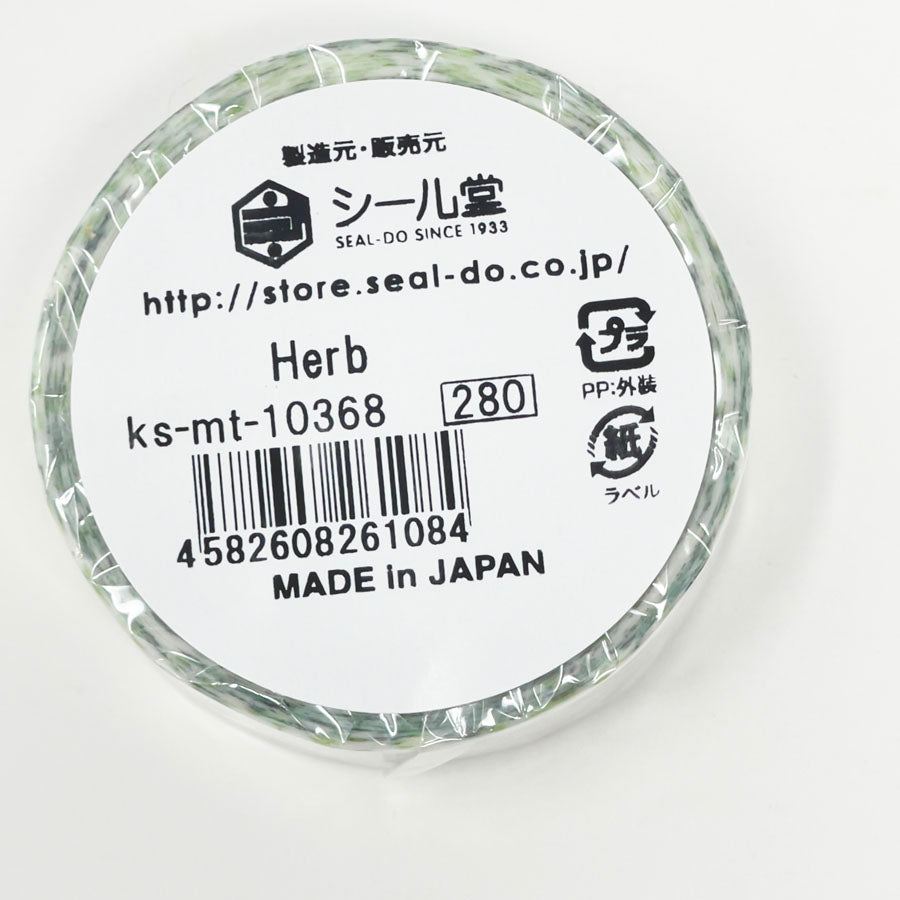 製造元・販売元
シール堂
SEAL-DO SINCE 1933
http://store.seal-do.co.jp/
Herb
プラ
PP:外装
ks-mt-10368 280
紙
ラベル
4582608261084
MADE in JAPAN